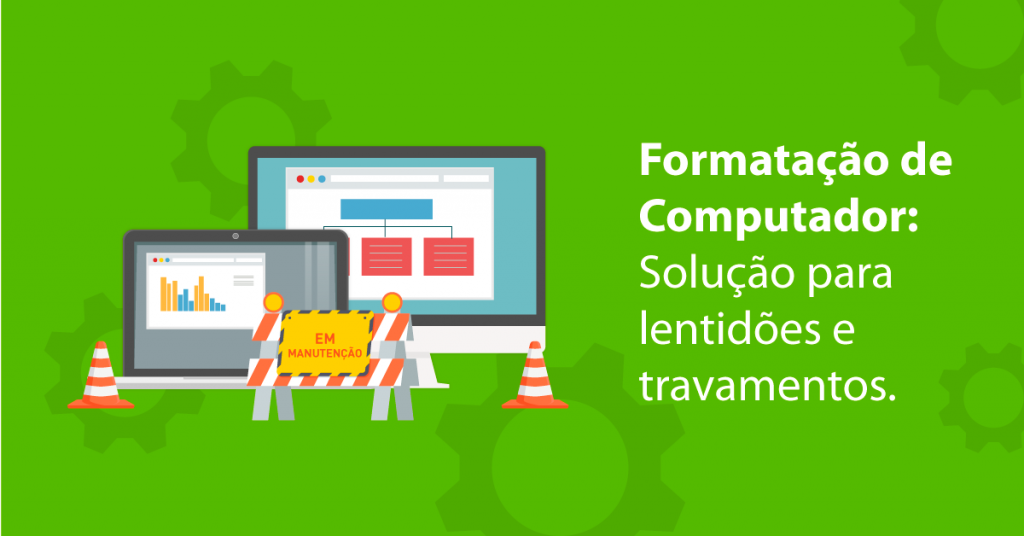 EM
MANUTENÇÃO
Formatação de
Computador:
Solução para
lentidões e
travamentos.